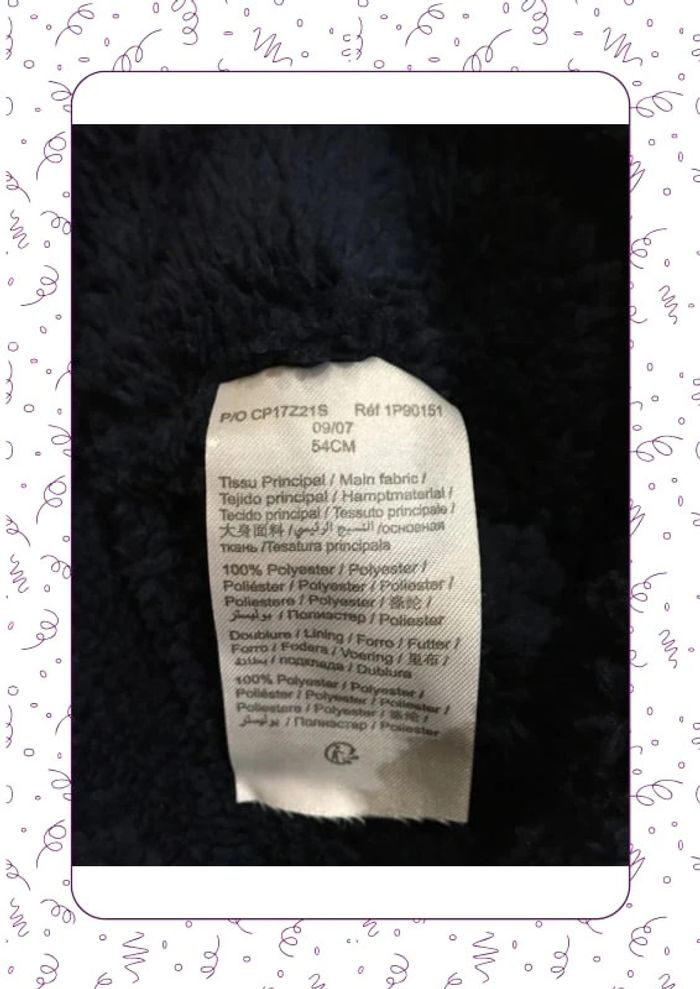 P/O CP17Z21S Réf 1P90151
09/07
54CM
Tissu Principal / Main fabric /
Tejido principal / Hamptmaterial /
Tecido principal / Tessuto principale /
大身面料 / النسيج الرئيسي /основная
ткань /Tesatura principala
100% Polyester / Polyester /
Poliéster / Polyester / Poliester /
Poliestere / Polyester / 涤纶 /
بوليستر / Полиэстер / Poliester
Doublure / Lining / Forro / Futter /
Forro / Fodera / Voering / 里布 /
بطانة / подклада / Dublura
100% Polyester / Polyester /
Poliéster / Polyester / Poliester /
Poliestere / Polyester / 涤纶 /
بوليستر / Полиэстер / Poliester